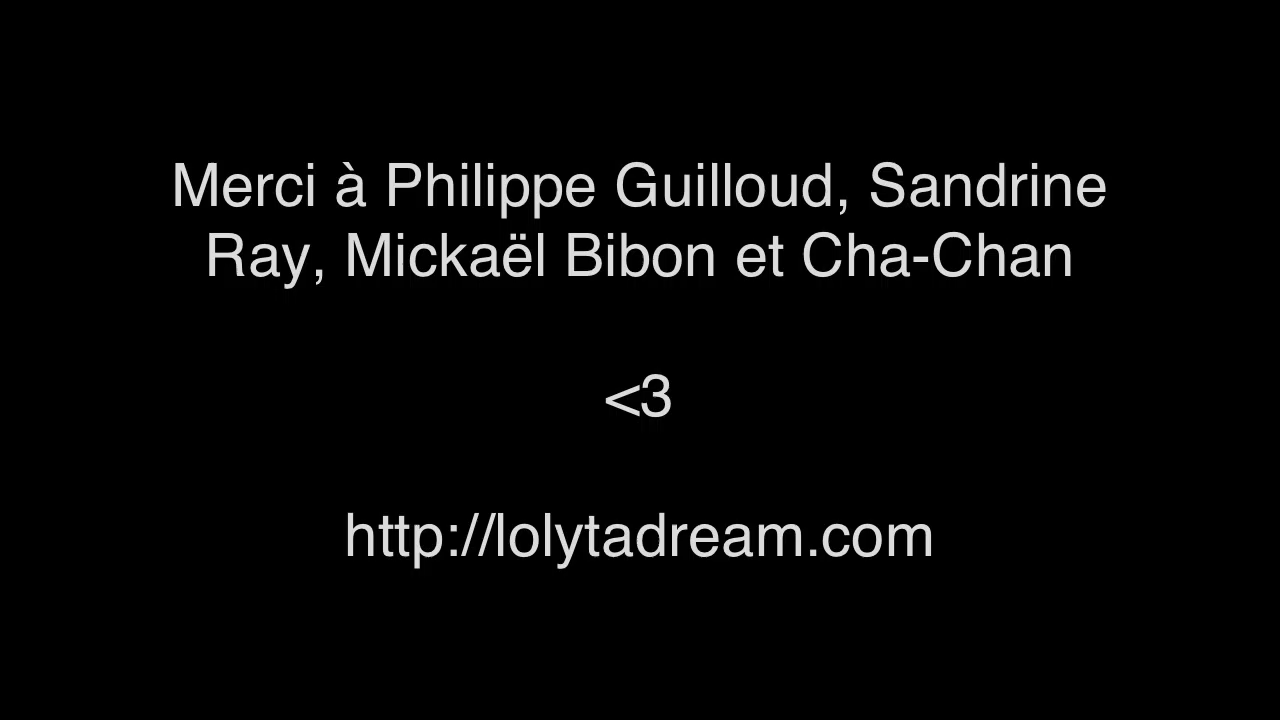 Merci à Philippe Guilloud, Sandrine
Ray, Mickaël Bibon et Cha-Chan
<3
http://lolytadream.com